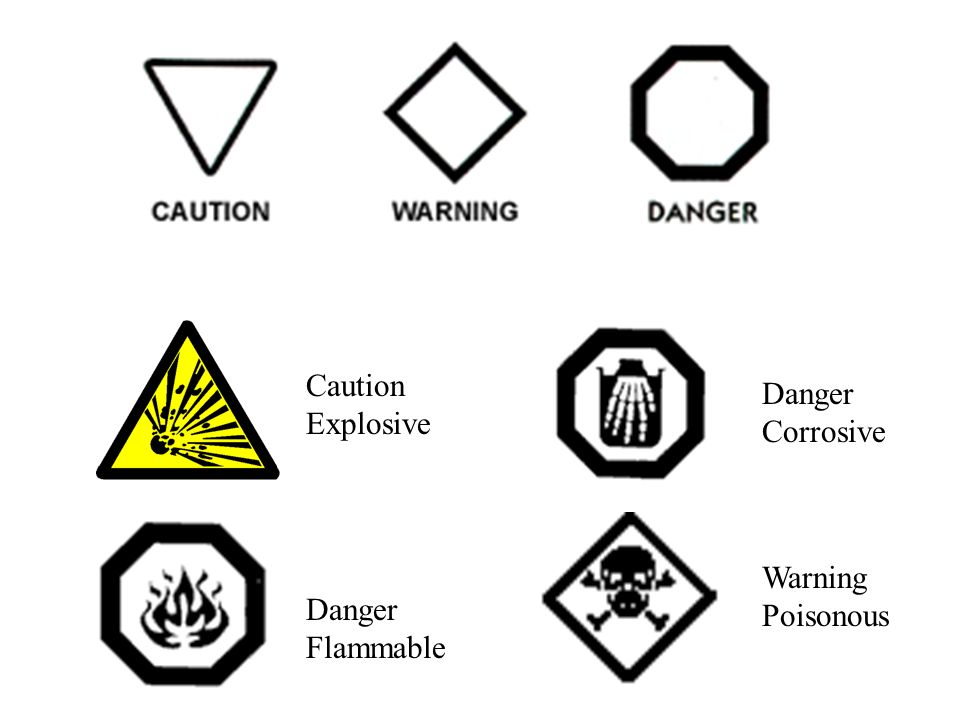 CAUTION
WARNING
DANGER
Caution
Explosive
Danger
Corrosive
Danger
Flammable
Warning
Poisonous